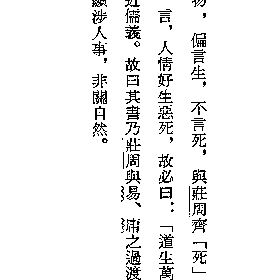 物，偏言生，不言死，與莊周齊「死」
言，人情好生惡死，故必曰：「道生萬
近儒義。故曰其書乃莊周與易、庸之過渡
顯涉人事，非關自然。